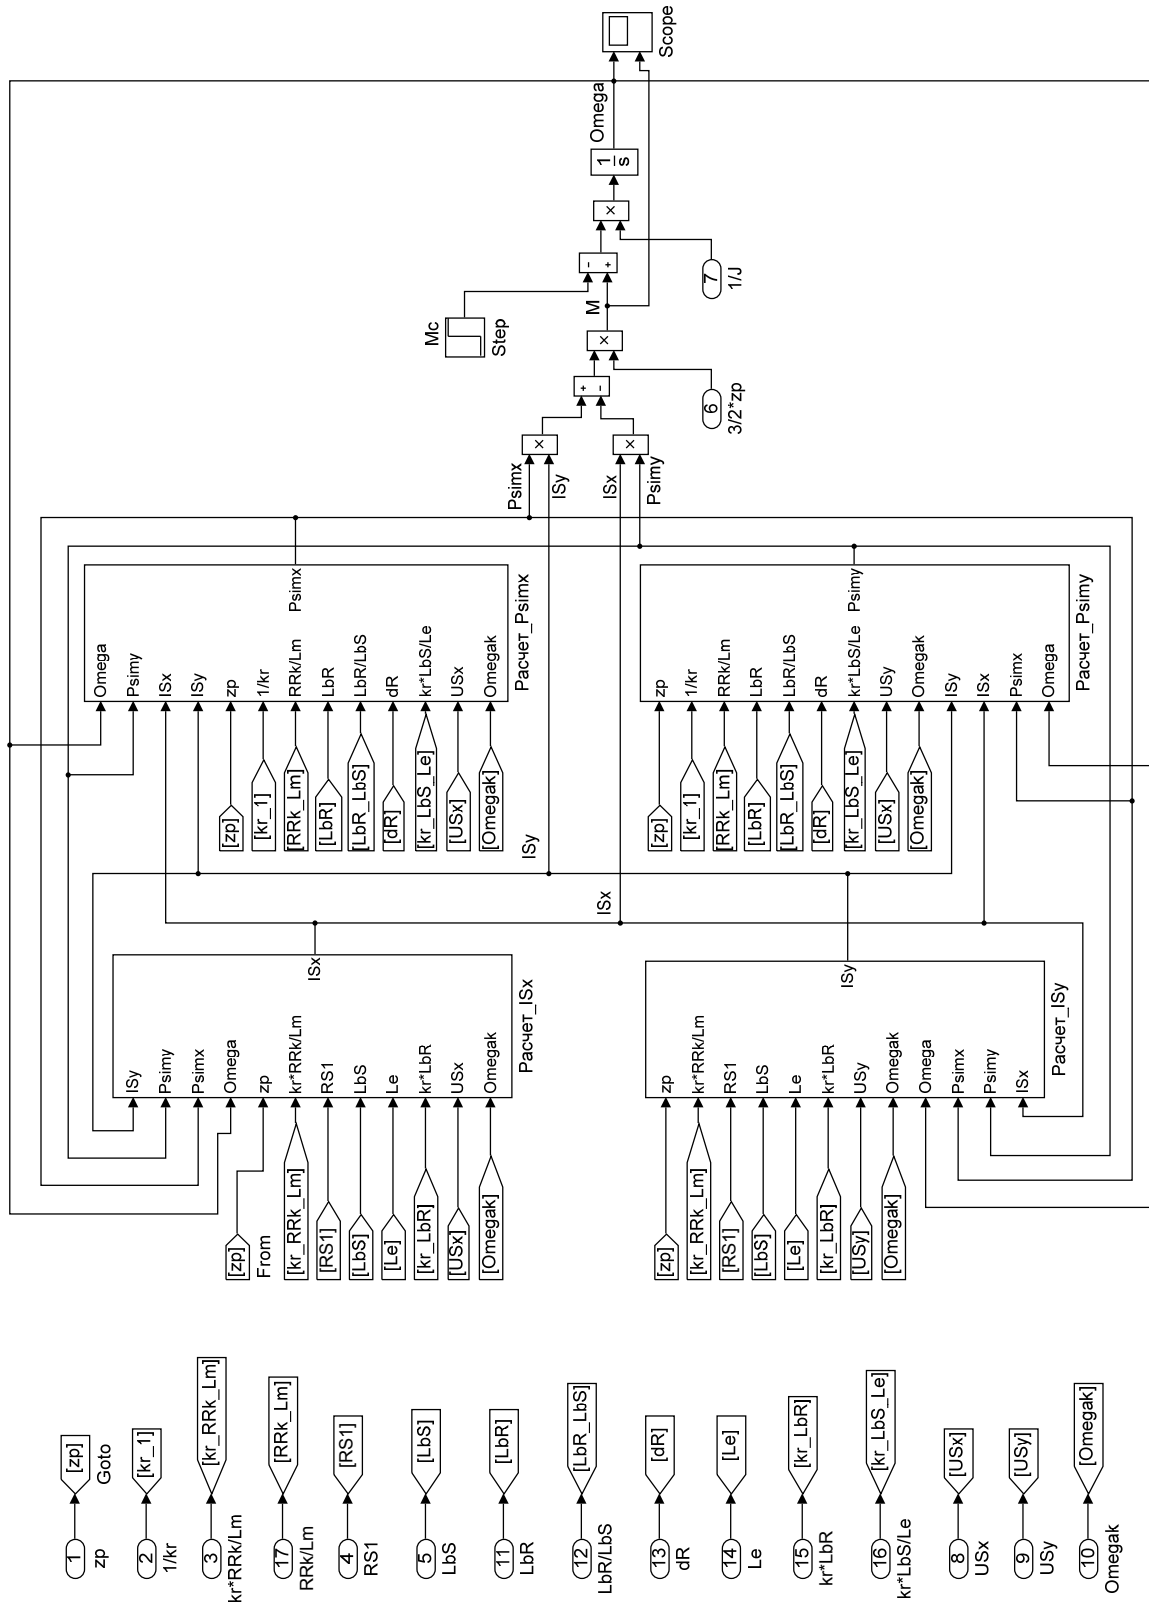 1
zp
[zp]
Goto
2
1/kr
[kr_1]
3
kr*RRk/Lm
[kr_RRk_Lm]
17
RRk/Lm
[RRk_Lm]
4
RS1
[RS1]
5
LbS
[LbS]
11
LbR
[LbR]
12
LbR/LbS
[LbR_LbS]
13
dR
[dR]
14
Le
[Le]
15
kr*LbR
[kr_LbR]
16
kr*LbS/Le
[kr_LbS_Le]
8
USx
[USx]
9
USy
[USy]
10
Omegak
[Omegak]
[zp]
From
[kr_RRk_Lm]
[RS1]
[LbS]
[Le]
[kr_LbR]
[USx]
[Omegak]
ISy
Psimy
Psimx
Omega
zp
kr*RRk/Lm
RS1
LbS
Le
kr*LbR
USx
Omegak
ISx
Расчет_ISx
[zp]
[kr_RRk_Lm]
[RS1]
[LbS]
[Le]
[kr_LbR]
[USy]
[Omegak]
zp
kr*RRk/Lm
RS1
LbS
Le
kr*LbR
USy
Omegak
Omega
Psimx
Psimy
ISx
ISy
Расчет_ISy
ISx
ISy
[zp]
[kr_1]
[RRk_Lm]
[LbR]
[LbR_LbS]
[dR]
[kr_LbS_Le]
[USx]
[Omegak]
Omega
Psimy
ISx
ISy
zp
1/kr
RRk/Lm
LbR
LbR/LbS
dR
kr*LbS/Le
USx
Omegak
Psimx
Расчет_Psimx
[zp]
[kr_1]
[RRk_Lm]
[LbR]
[LbR_LbS]
[dR]
[kr_LbS_Le]
[USx]
[Omegak]
zp
1/kr
RRk/Lm
LbR
LbR/LbS
dR
kr*LbS/Le
USy
Omegak
ISy
ISx
Psimx
Omega
Psimy
Расчет_Psimy
Psimx
ISy
ISx
Psimy
×
×
+
−
6
3/2*zp
×
M
Mc
Step
−
+
7
1/J
×
1
s
Omega
Scope